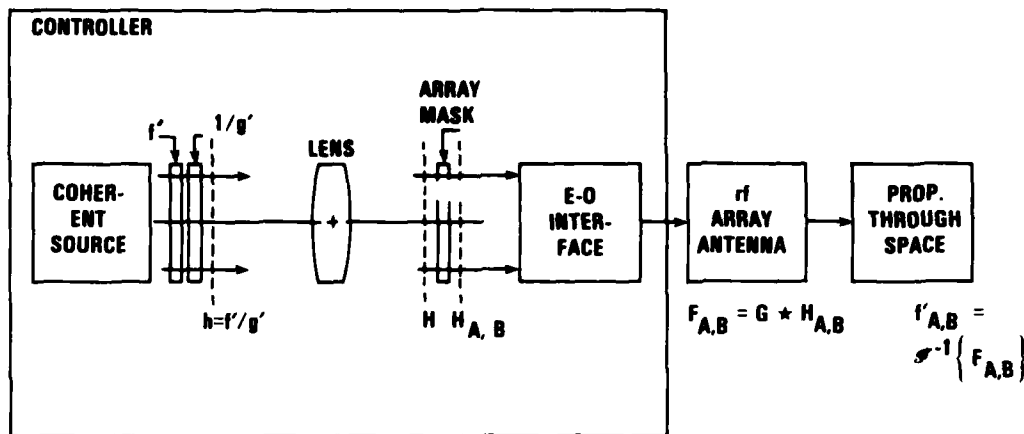 CONTROLLER
f'
1/g'
ARRAY
MASK
LENS
COHER-
ENT
SOURCE
+
E-O
INTER-
FACE
rf
ARRAY
ANTENNA
PROP.
THROUGH
SPACE
h=f'/g'
H H A, B
F A,B = G ★ H A,B
f' A,B =
ℱ -1 { F A,B }